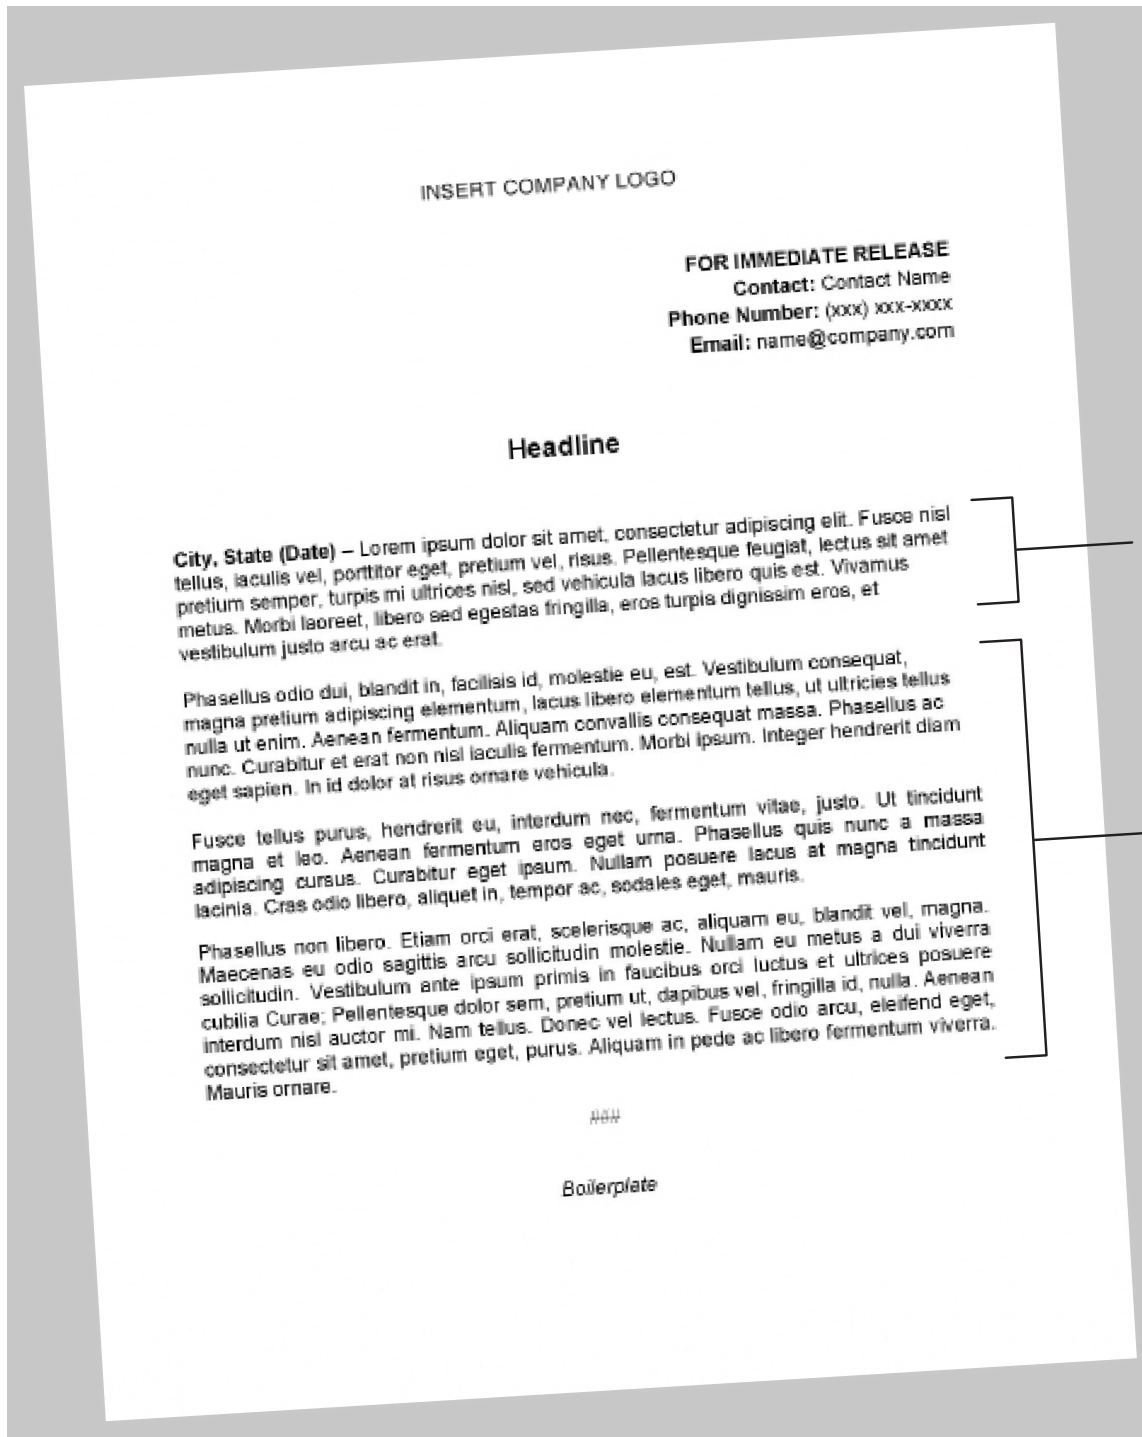 INSERT COMPANY LOGO
FOR IMMEDIATE RELEASE
Contact: Contact Name
Phone Number: (xxx) xxx-xxxx
Email: name@company.com
Headline
City, State (Date) – Lorem ipsum dolor sit amet, consectetur adipiscing elit. Fusce nisl
tellus, iaculis vel, porttitor eget, pretium vel, risus. Pellentesque feugiat, lectus sit amet
pretium semper, turpis mi ultrices nisl, sed vehicula lacus libero quis est. Vivamus
metus. Morbi laoreet, libero sed egestas fringilla, eros turpis dignissim eros, et
vestibulum justo arcu ac erat.
Phasellus odio dui, blandit in, facilisis id, molestie eu, est. Vestibulum consequat,
magna pretium adipiscing elementum, lacus libero elementum tellus, ut ultricies tellus
nulla ut enim. Aenean fermentum. Aliquam convallis consequat massa. Phasellus ac
nunc. Curabitur et erat non nisl iaculis fermentum. Morbi ipsum. Integer hendrerit diam
eget sapien. In id dolor at risus ornare vehicula.
Fusce tellus purus, hendrerit eu, interdum nec, fermentum vitae, justo. Ut tincidunt
magna et leo. Aenean fermentum eros eget urna. Phasellus quis nunc a massa
adipiscing cursus. Curabitur eget ipsum. Nullam posuere lacus at magna tincidunt
lacinia. Cras odio libero, aliquet in, tempor ac, sodales eget, mauris.
Phasellus non libero. Etiam orci erat, scelerisque ac, aliquam eu, blandit vel, magna.
Maecenas eu odio sagittis arcu sollicitudin molestie. Nullam eu metus a dui viverra
sollicitudin. Vestibulum ante ipsum primis in faucibus orci luctus et ultrices posuere
cubilia Curae; Pellentesque dolor sem, pretium ut, dapibus vel, fringilla id, nulla. Aenean
interdum nisl auctor mi. Nam tellus. Donec vel lectus. Fusce odio arcu, eleifend eget,
consectetur sit amet, pretium eget, purus. Aliquam in pede ac libero fermentum viverra.
Mauris ornare.
###
Boilerplate